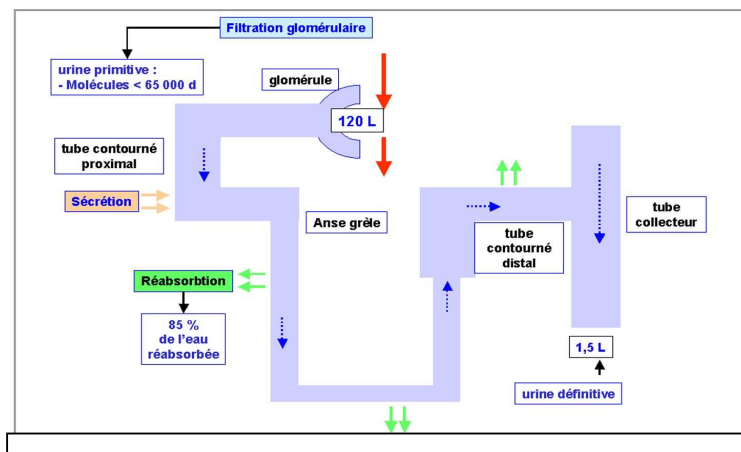 Filtration glomérulaire
urine primitive :
- Molécules < 65 000 d
glomérule
120 L
tube contourné
proximal
Sécrétion
Anse grèle
tube
contourné
distal
tube
collecteur
Réabsorbtion
85 %
de l'eau
réabsorbée
1,5 L
urine définitive